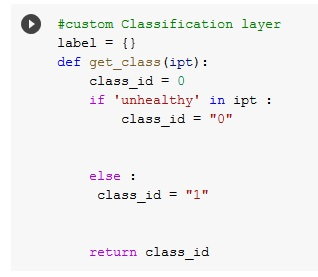 #custom Classification layer
label = {}
def get_class(ipt):
    class_id = 0
    if 'unhealthy' in ipt :
        class_id = "0"
    else :
     class_id = "1"
    return class_id